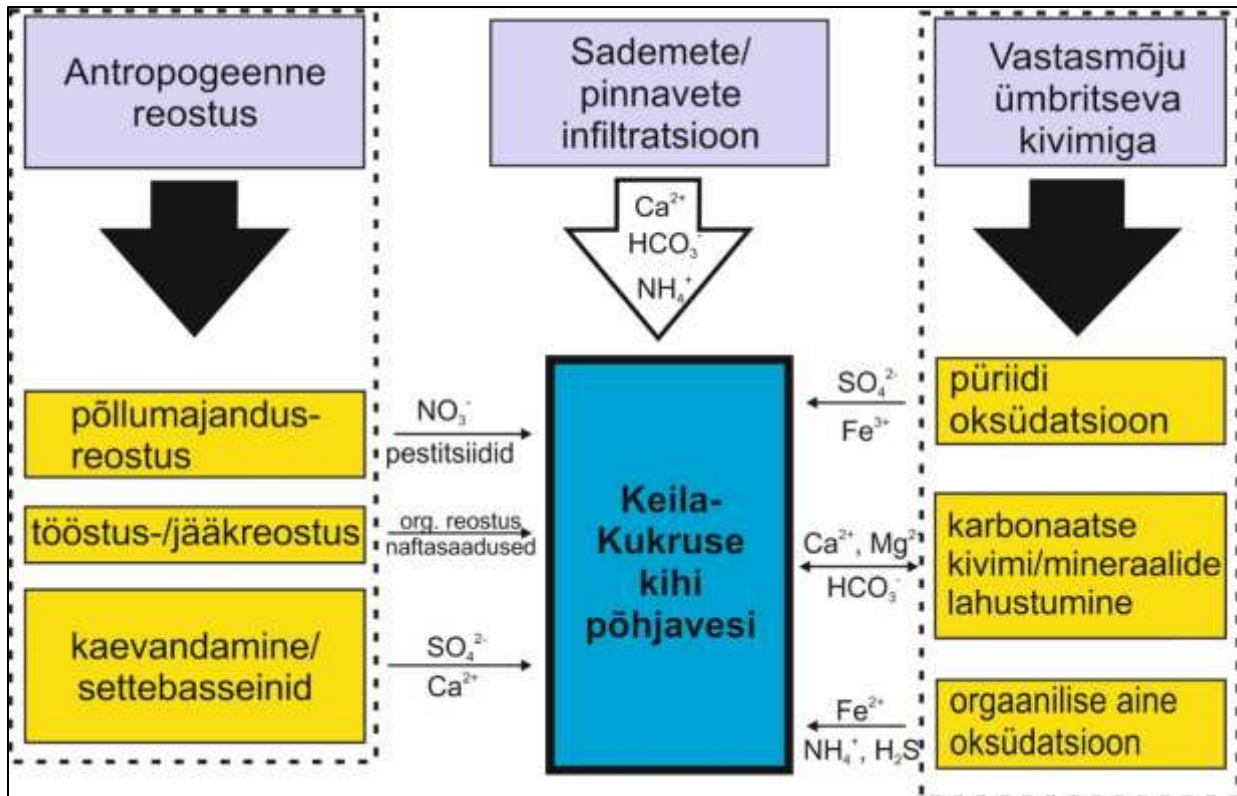 Antropogeenne
reostus
Sademete/
pinnavete
infiltratsioon
Vastasmõju
ümbritseva
kivimiga
Ca²⁺
HCO₃⁻
NH₄⁺
põllumajandus-
reostus
NO₃⁻
pestitsiidid
tööstus-/jääkreostus
org. reostus
naftasaadused
kaevandamine/
settebasseinid
SO₄²⁻
Ca²⁺
Keila-
Kukruse
kihi
põhjavesi
SO₄²⁻
Fe³⁺
püriidi
oksüdatsioon
Ca²⁺, Mg²⁺
HCO₃⁻
karbonaatse
kivimi/mineraalide
lahustumine
Fe²⁺
NH₄⁺, H₂S
orgaanilise aine
oksüdatsioon